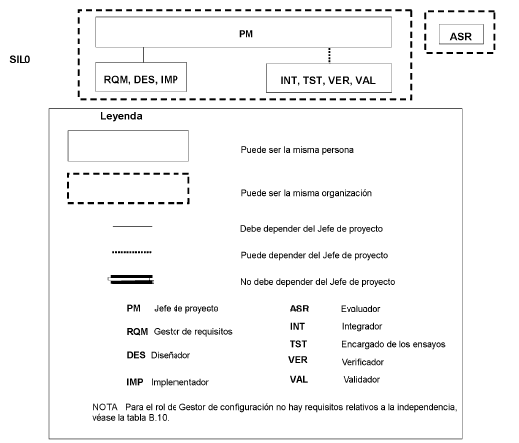 PM
ASR
SIL0
RQM, DES, IMP
INT, TST, VER, VAL
Leyenda
Puede ser la misma persona
Puede ser la misma organización
Debe depender del Jefe de proyecto
Puede depender del Jefe de proyecto
No debe depender del Jefe de proyecto
PM Jefe de proyecto
RQM Gestor de requisitos
DES Diseñador
IMP Implementador
ASR Evaluador
INT Integrador
TST Encargado de los ensayos
VER Verificador
VAL Validador
NOTA Para el rol de Gestor de configuración no hay requisitos relativos a la independencia,
véase la tabla B.10.